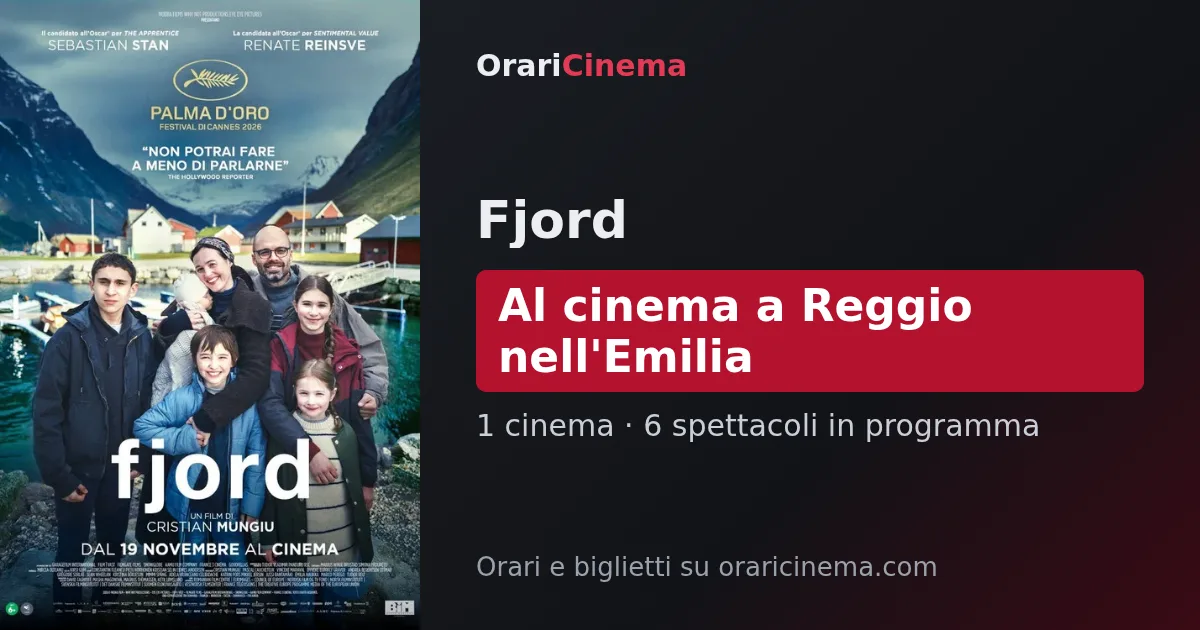 Il candidato all'Oscar® per THE APPRENTICE
SEBASTIAN STAN
La candidata all'Oscar® per SENTIMENTAL VALUE
RENATE REINSVE
PALMA D'ORO
FESTIVAL DI CANNES 2026
“NON POTRAI FARE
A MENO DI PARLARNE”
THE HOLLYWOOD REPORTER
fjord
UN FILM DI
CRISTIAN MUNGIU
DAL 19 NOVEMBRE AL CINEMA
BiM
OrariCinema
Fjord
Al cinema a Reggio
nell'Emilia
1 cinema · 6 spettacoli in programma
Orari e biglietti su oraricinema.com